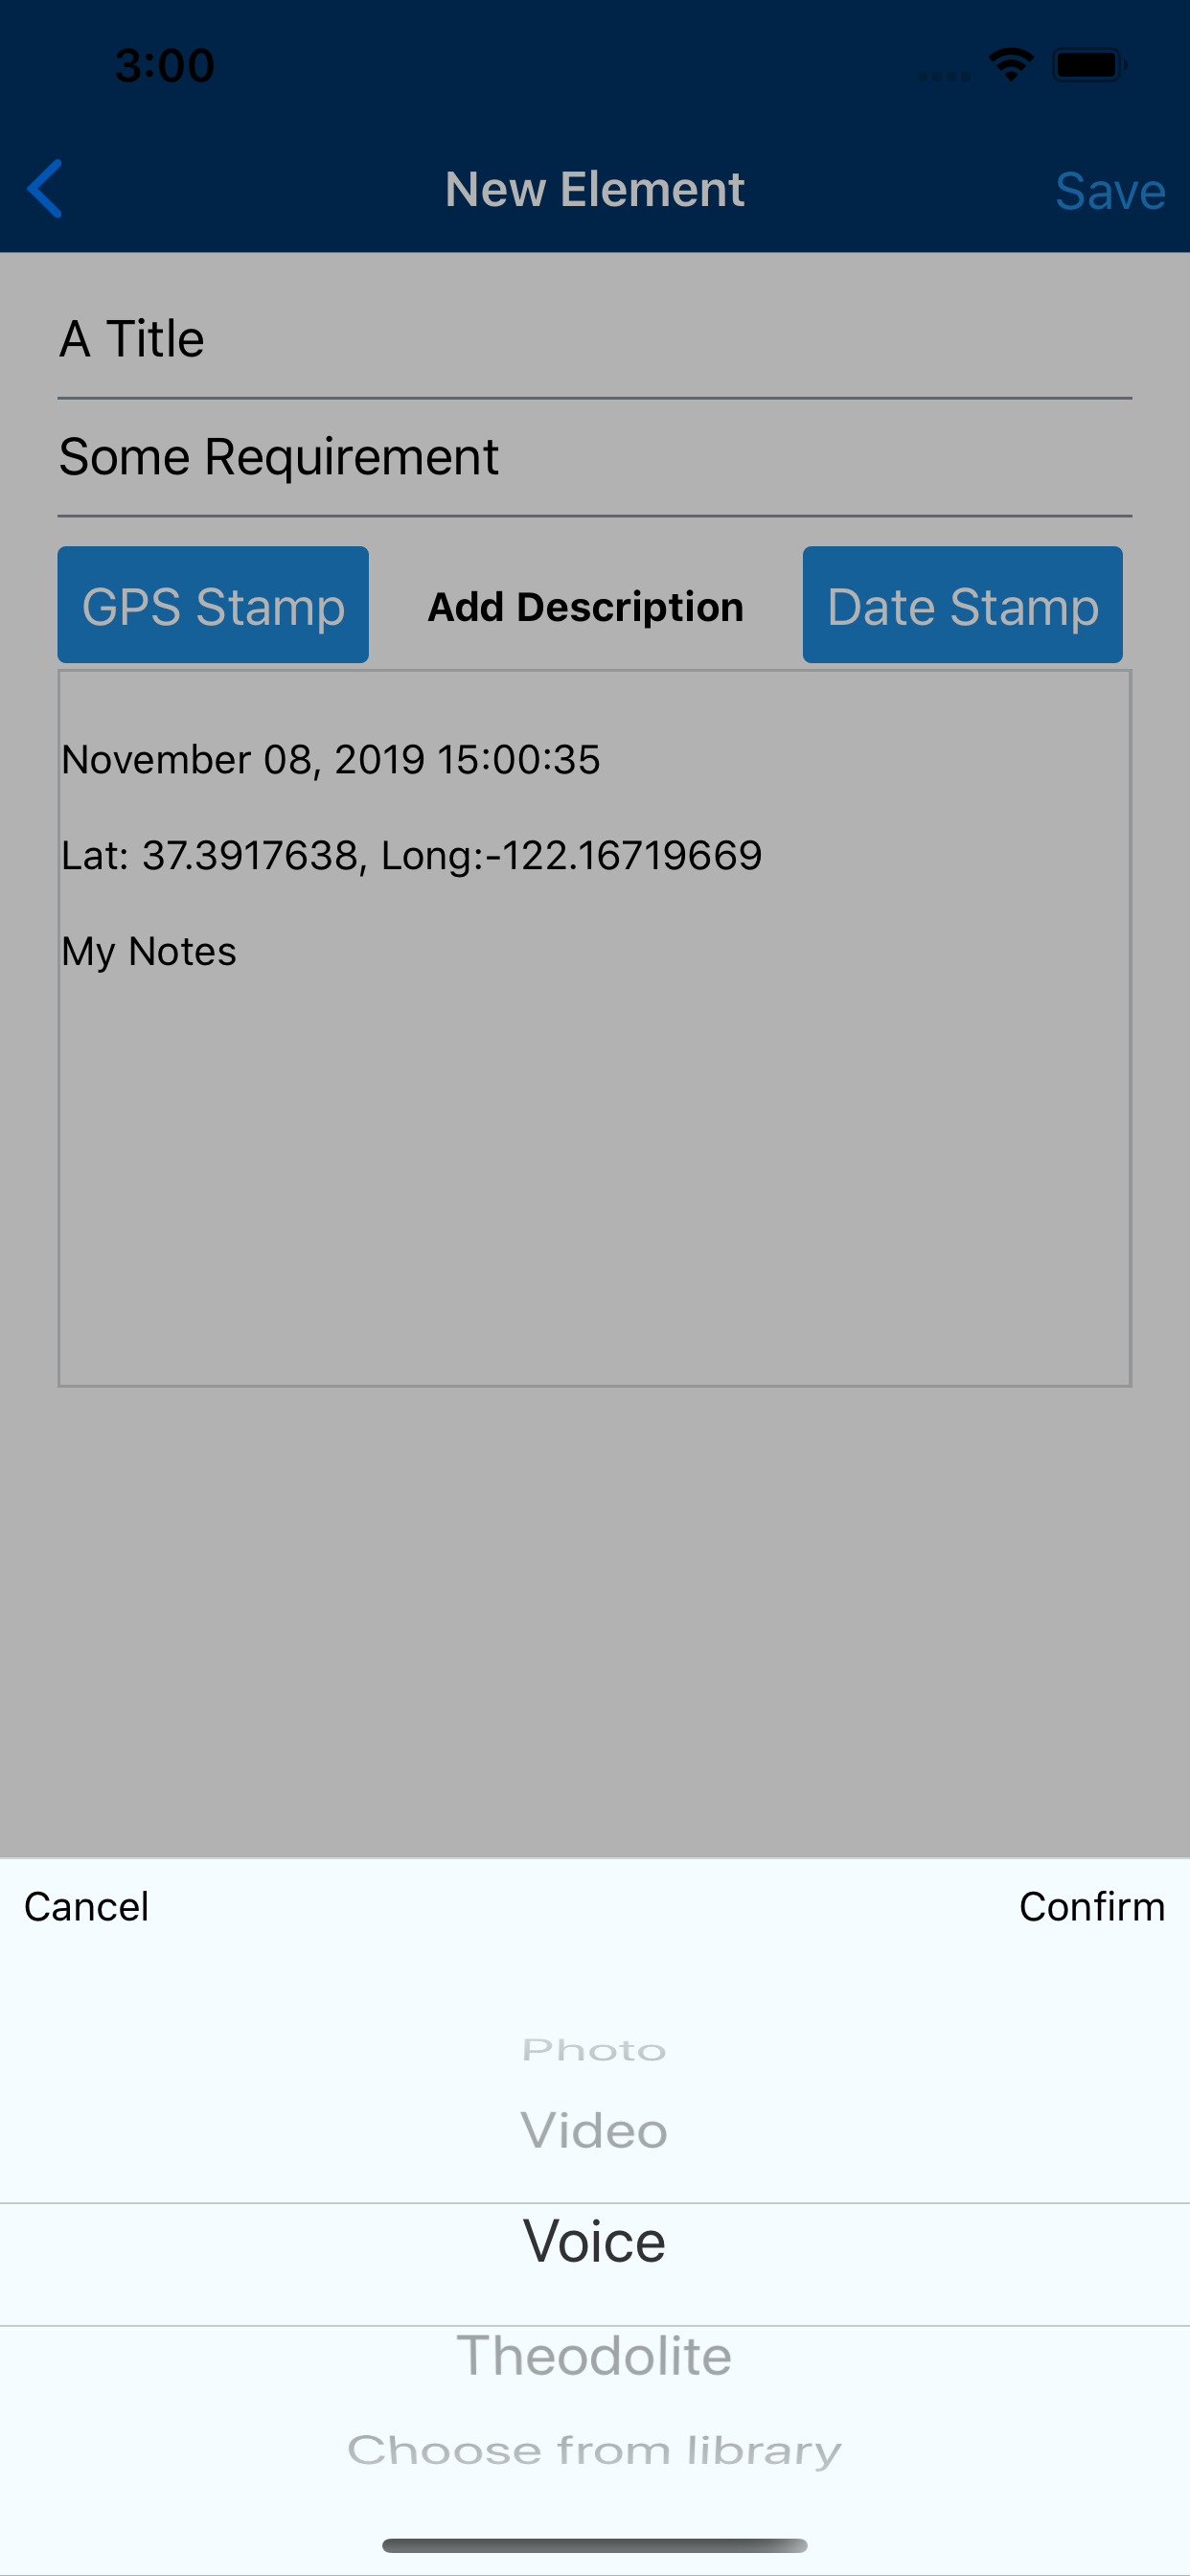 3:00
New Element
Save
A Title
Some Requirement
GPS Stamp
Add Description
Date Stamp
November 08, 2019 15:00:35
Lat: 37.3917638, Long:-122.16719669
My Notes
Cancel
Confirm
Photo
Video
Voice
Theodolite
Choose from library